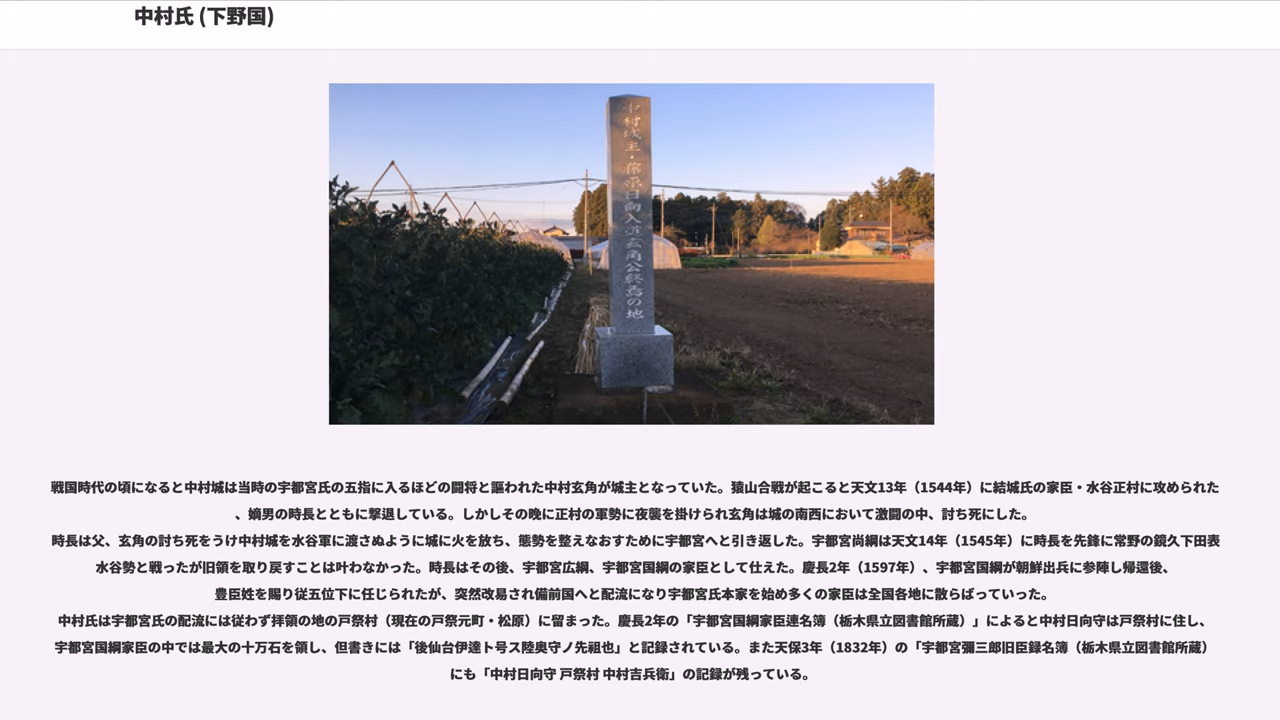 中村氏 (下野国)
中村城主・従五位下日向入道玄角公終焉の地
戦国時代の頃になると中村城は当時の宇都宮氏の五指に入るほどの闘将と謳われた中村玄角が城主となっていた。猿山合戦が起こると天文13年（1544年）に結城氏の家臣・水谷正村に攻められた
、嫡男の時長とともに撃退している。しかしその晩に正村の軍勢に夜襲を掛けられ玄角は城の南西において激闘の中、討ち死にした。
時長は父、玄角の討ち死をうけ中村城を水谷軍に渡さぬように城に火を放ち、態勢を整えなおすために宇都宮へと引き返した。宇都宮尚綱は天文14年（1545年）に時長を先鋒に常野の鏡久下田表
水谷勢と戦ったが旧領を取り戻すことは叶わなかった。時長はその後、宇都宮広綱、宇都宮国綱の家臣として仕えた。慶長2年（1597年）、宇都宮国綱が朝鮮出兵に参陣し帰還後、
豊臣姓を賜り従五位下に任じられたが、突然改易され備前国へと配流になり宇都宮氏本家を始め多くの家臣は全国各地に散らばっていった。
中村氏は宇都宮氏の配流には従わず拝領の地の戸祭村（現在の戸祭元町・松原）に留まった。慶長2年の「宇都宮国綱家臣連名簿（栃木県立図書館所蔵）」によると中村日向守は戸祭村に住し、
宇都宮国綱家臣の中では最大の十万石を領し、但書きには「後仙台伊達ト号ス陸奥守ノ先祖也」と記録されている。また天保3年（1832年）の「宇都宮彌三郎旧臣録名簿（栃木県立図書館所蔵）
にも「中村日向守 戸祭村 中村吉兵衛」の記録が残っている。